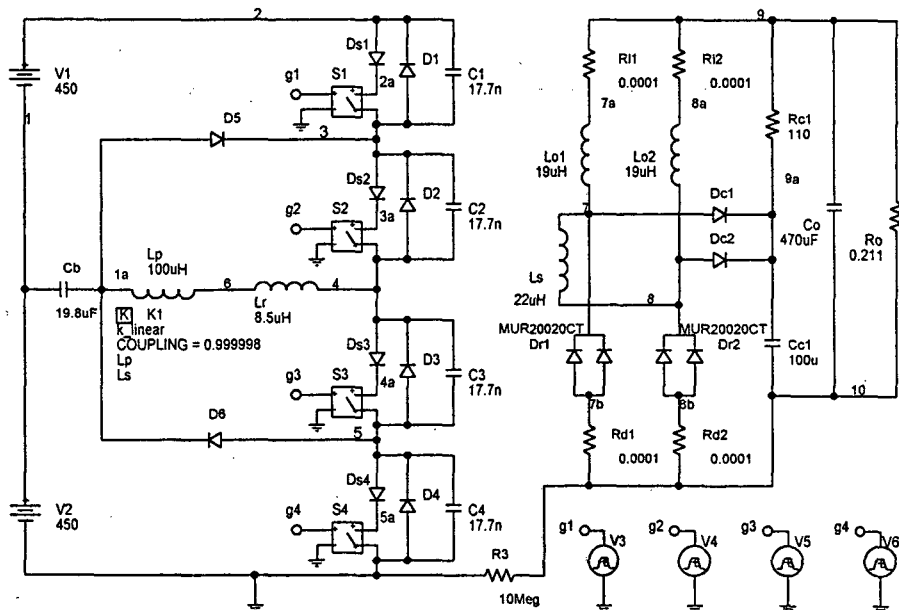 2
9
V1
450
1
Ds1
D1
g1
S1
2a
C1
17.7n
D5
3
Ds2
D2
g2
S2
3a
C2
17.7n
Cb
19.8uF
1a
Lp
100uH
6
Lr
8.5uH
4
K K1
k_linear
COUPLING = 0.999998
Lp
Ls
Ds3
D3
g3
S3
4a
C3
17.7n
D6
5
Ds4
D4
g4
S4
5a
C4
17.7n
V2
450
R3
10Meg
Rl1
0.0001
Rl2
0.0001
7a
8a
Rc1
110
Lo1
19uH
Lo2
19uH
9a
7
Dc1
Dc2
Co
470uF
Ro
0.211
Ls
22uH
8
MUR20020CT
Dr1
MUR20020CT
Dr2
Cc1
100u
10
7b
8b
Rd1
0.0001
Rd2
0.0001
g1
V3
g2
V4
g3
V5
g4
V6